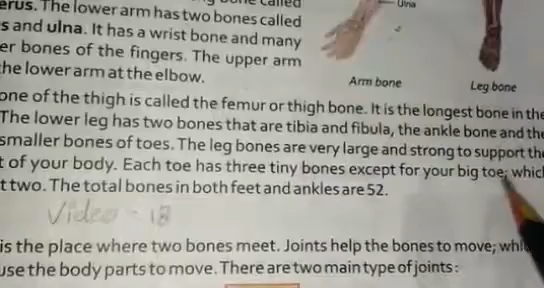 Ulna
erus. The lower arm has two bones called
s and ulna. It has a wrist bone and many
er bones of the fingers. The upper arm
he lower arm at the elbow.
Arm bone
Leg bone
one of the thigh is called the femur or thigh bone. It is the longest bone in the
The lower leg has two bones that are tibia and fibula, the ankle bone and the
smaller bones of toes. The leg bones are very large and strong to support the
t of your body. Each toe has three tiny bones except for your big toe; which
t two. The total bones in both feet and ankles are 52.
Video - 18
is the place where two bones meet. Joints help the bones to move; whi
use the body parts to move. There are two main type of joints: